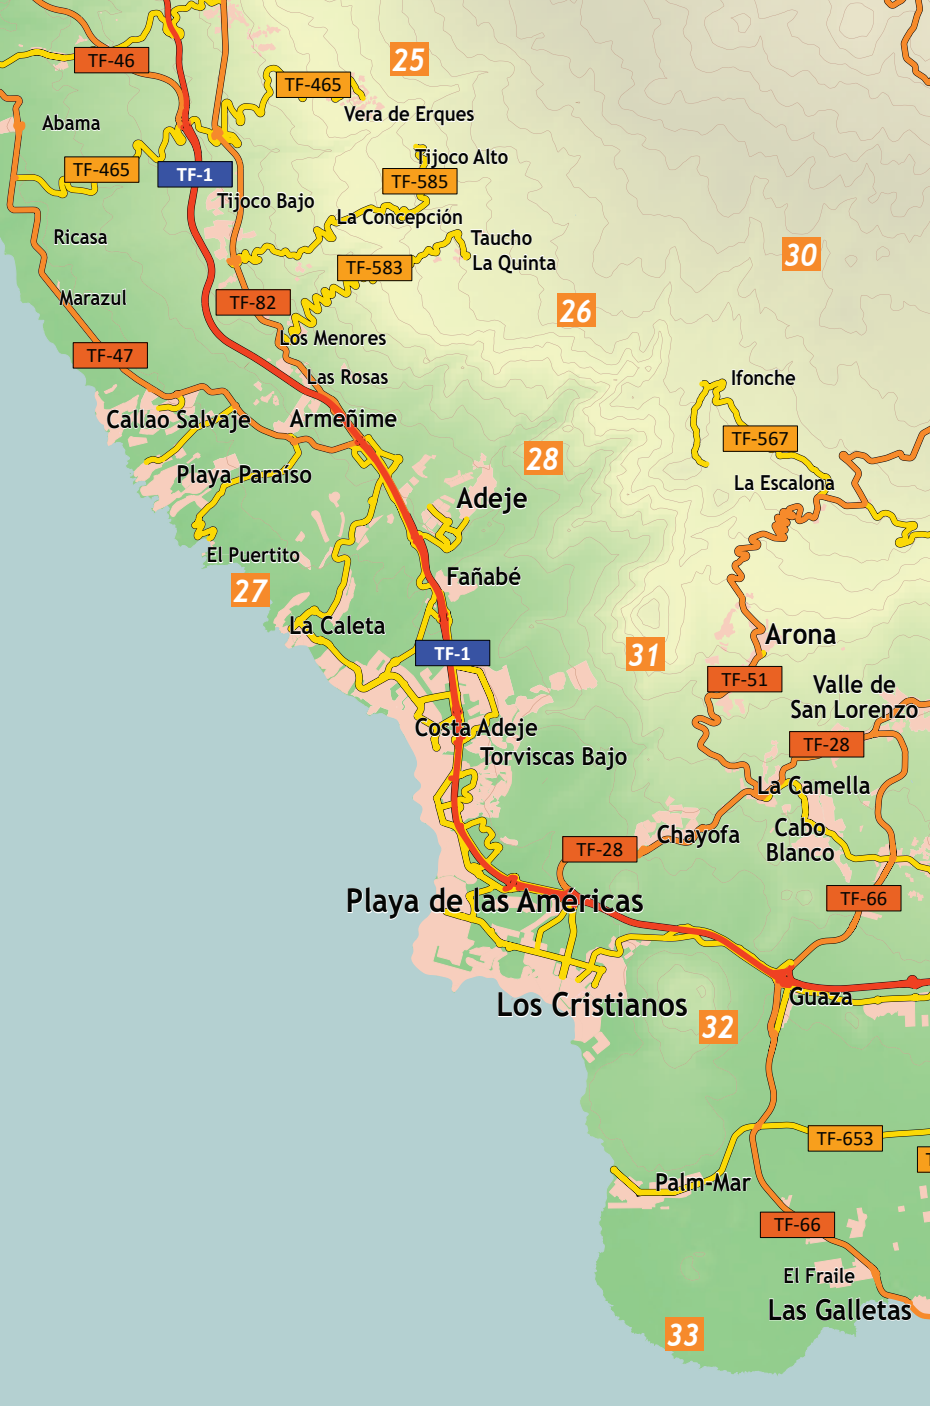 25
TF-46
TF-465
Vera de Erques
Abama
Tijoco Alto
TF-465
TF-1
TF-585
Tijoco Bajo
La Concepción
Ricasa
Taucho
La Quinta
30
TF-583
Marazul
TF-82
26
Los Menores
TF-47
Las Rosas
Ifonche
Callao Salvaje
Armeñime
TF-567
28
Playa Paraíso
La Escalona
Adeje
El Puertito
Fañabé
27
La Caleta
Arona
TF-1
31
TF-51
Valle de
San Lorenzo
Costa Adeje
TF-28
Torviscas Bajo
La Camella
Chayofa
Cabo
Blanco
TF-28
Playa de las Américas
TF-66
Guaza
Los Cristianos
32
TF-653
Palm-Mar
TF-66
El Fraile
Las Galletas
33